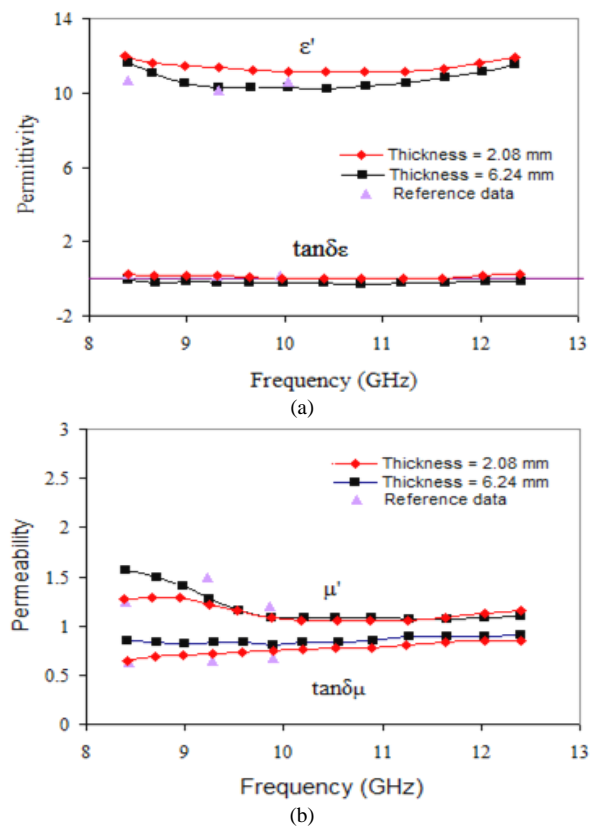 14
ε'
10
Thickness = 2.08 mm
Thickness = 6.24 mm
Reference data
6
Permittivity
2
tanδε
-2
8 9 10 11 12 13
Frequency (GHz)
(a)
3
Thickness = 2.08 mm
2.5
Thickness = 6.24 mm
Reference data
2
Permeability
1.5
μ'
1
0.5
tanδμ
0
8 9 10 11 12 13
Frequency (GHz)
(b)